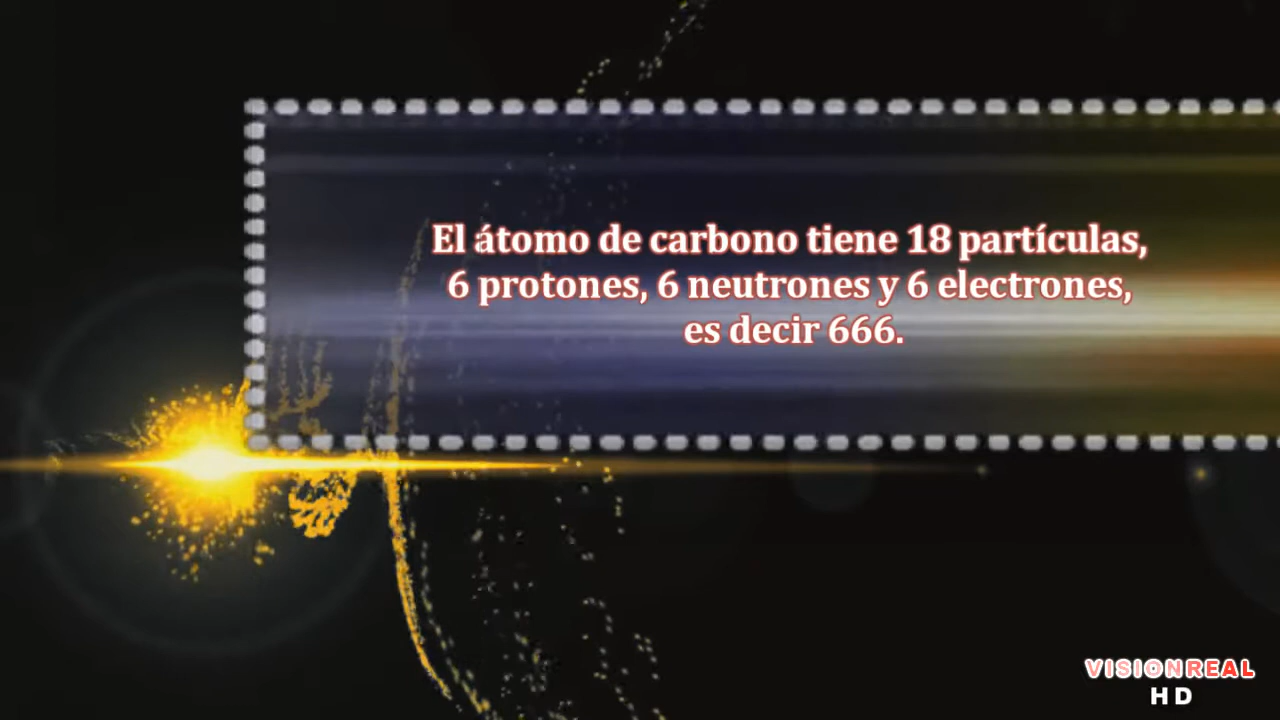 El átomo de carbono tiene 18 partículas,
6 protones, 6 neutrones y 6 electrones,
es decir 666.
VISIONREAL
HD